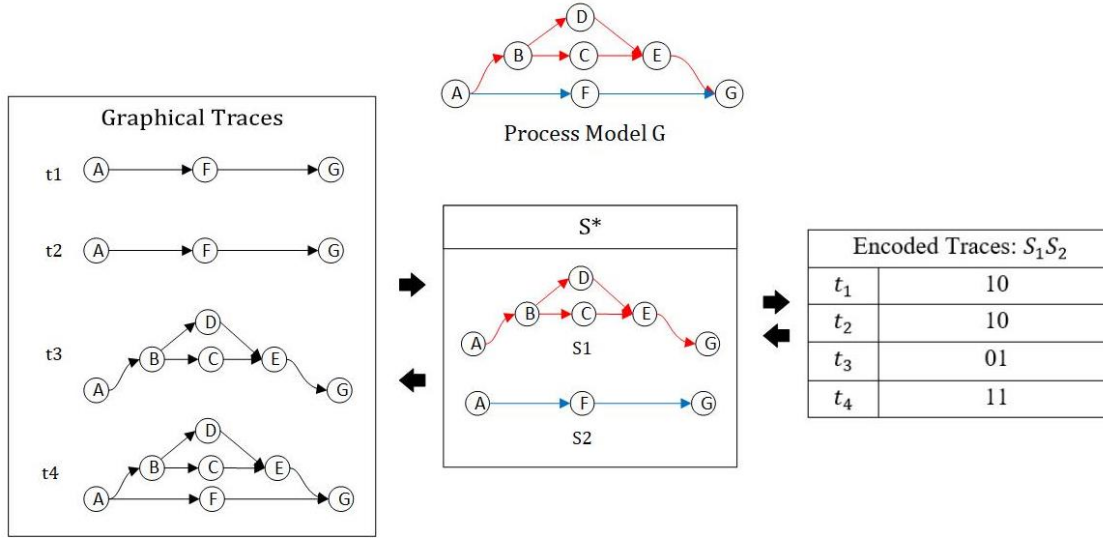 D
B C E
A F G
Process Model G
Graphical Traces
t1 A F G
t2 A F G
t3
D
B C E
A G
t4
D
B C E
A F G
S*
D
B C E
A G
S1
A F G
S2
Encoded Traces: S₁S₂
t₁ 10
t₂ 10
t₃ 01
t₄ 11